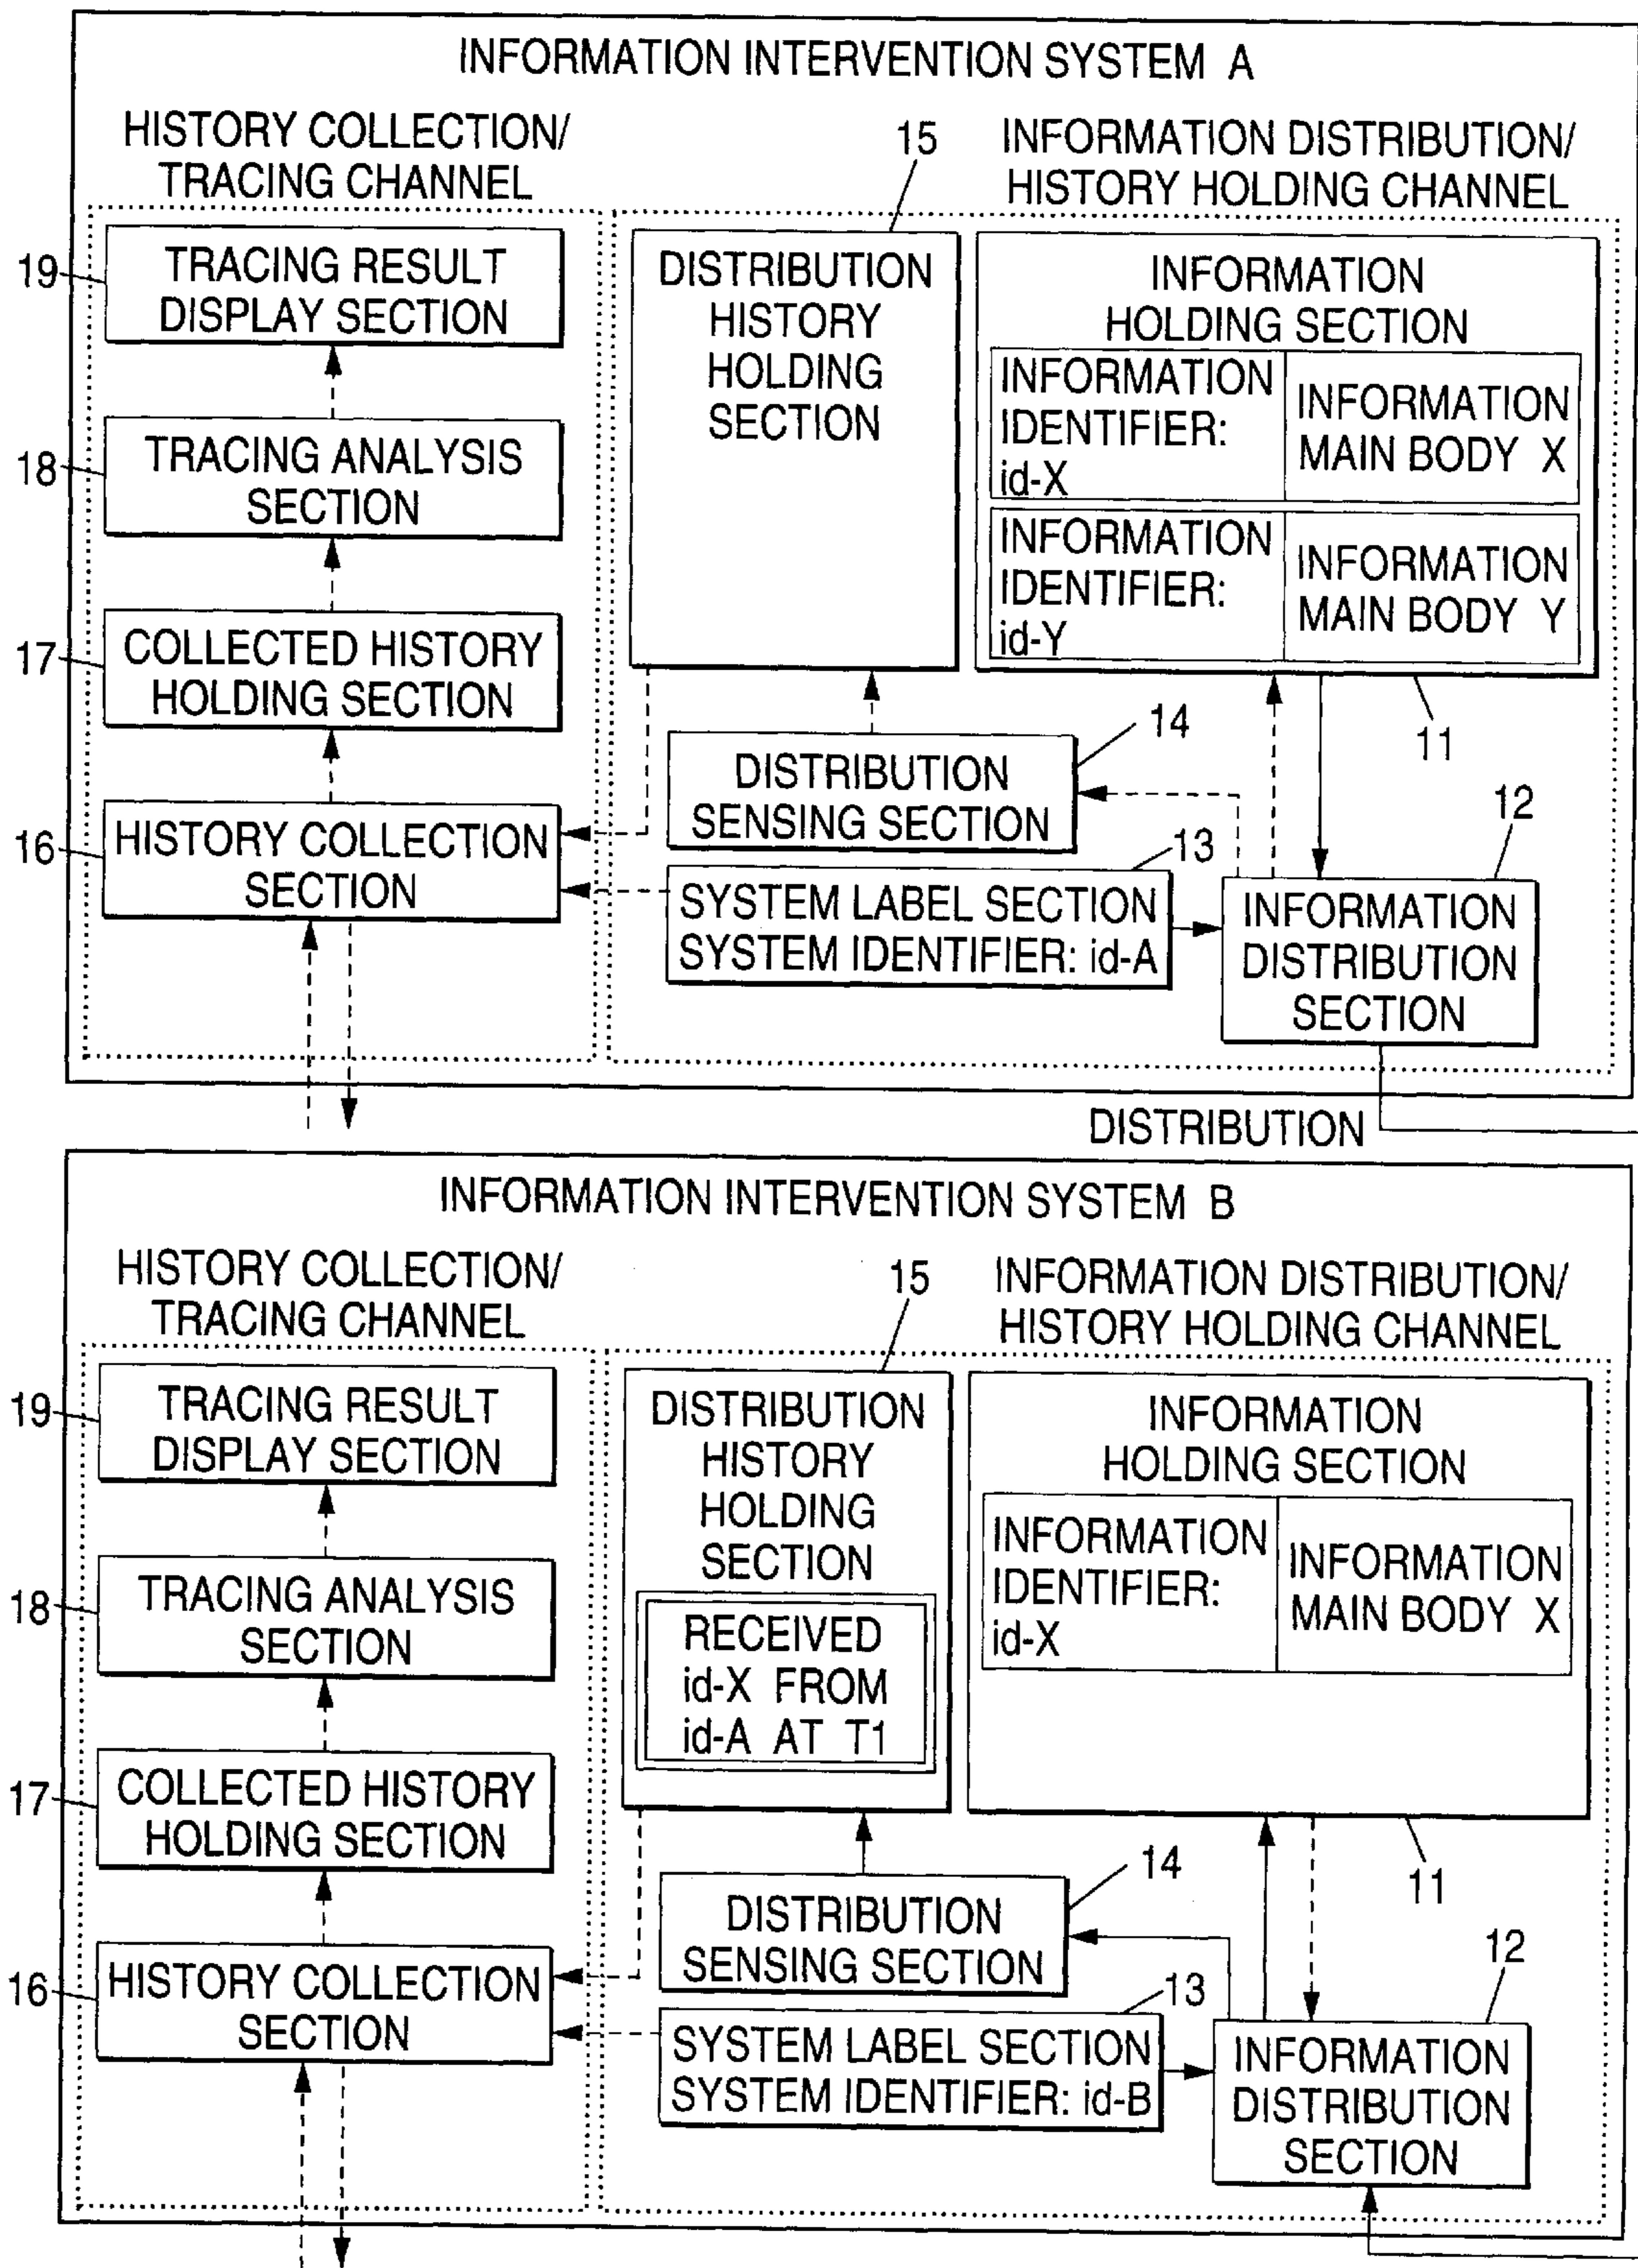 INFORMATION INTERVENTION SYSTEM A
HISTORY COLLECTION/
TRACING CHANNEL
15
INFORMATION DISTRIBUTION/
HISTORY HOLDING CHANNEL
19
TRACING RESULT
DISPLAY SECTION
18
TRACING ANALYSIS
SECTION
17
COLLECTED HISTORY
HOLDING SECTION
16
HISTORY COLLECTION
SECTION
DISTRIBUTION
HISTORY
HOLDING
SECTION
INFORMATION
HOLDING SECTION
INFORMATION
IDENTIFIER:
id-X
INFORMATION
MAIN BODY X
INFORMATION
IDENTIFIER:
id-Y
INFORMATION
MAIN BODY Y
11
14
DISTRIBUTION
SENSING SECTION
13
SYSTEM LABEL SECTION
SYSTEM IDENTIFIER: id-A
12
INFORMATION
DISTRIBUTION
SECTION
DISTRIBUTION
INFORMATION INTERVENTION SYSTEM B
HISTORY COLLECTION/
TRACING CHANNEL
15
INFORMATION DISTRIBUTION/
HISTORY HOLDING CHANNEL
19
TRACING RESULT
DISPLAY SECTION
18
TRACING ANALYSIS
SECTION
17
COLLECTED HISTORY
HOLDING SECTION
16
HISTORY COLLECTION
SECTION
DISTRIBUTION
HISTORY
HOLDING
SECTION
RECEIVED
id-X FROM
id-A AT T1
INFORMATION
HOLDING SECTION
INFORMATION
IDENTIFIER:
id-X
INFORMATION
MAIN BODY X
11
14
DISTRIBUTION
SENSING SECTION
13
SYSTEM LABEL SECTION
SYSTEM IDENTIFIER: id-B
12
INFORMATION
DISTRIBUTION
SECTION